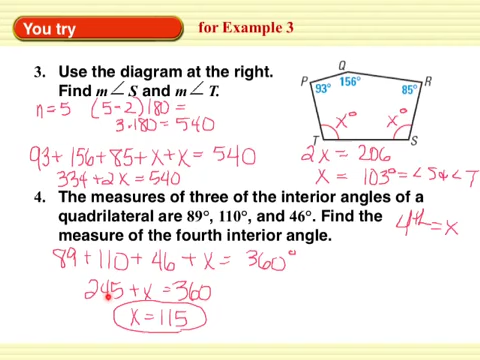 You try
for Example 3
3. Use the diagram at the right.
Find m∠S and m∠T.
n=5 (5-2)180=
3·180=540
P
Q
R
93°
156°
85°
x°
x°
T
S
93+156+85+x+x=540
334+2x=540
2x=206
x= 103°=∠S&∠T
4. The measures of three of the interior angles of a
quadrilateral are 89°, 110°, and 46°. Find the
measure of the fourth interior angle.
4th=x
89+110+46+x=360°
245+x=360
x=115